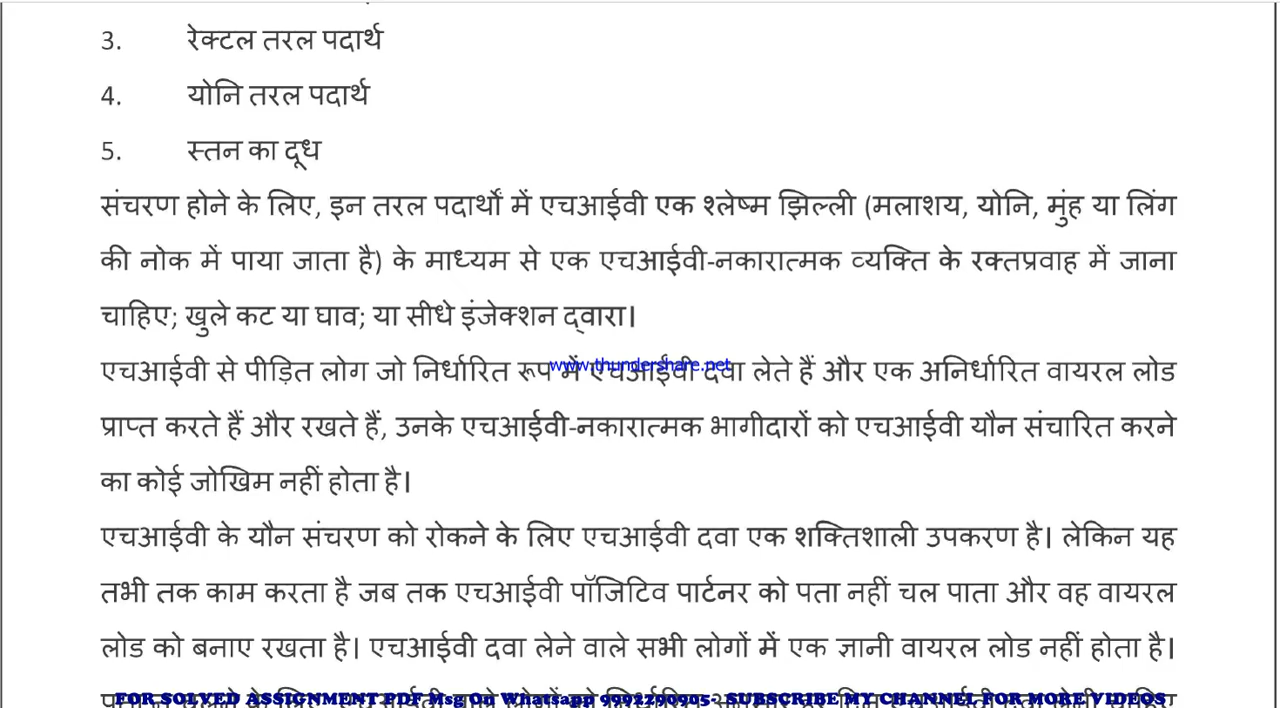 3. रेक्टल तरल पदार्थ
4. योनि तरल पदार्थ
5. स्तन का दूध
संचरण होने के लिए, इन तरल पदार्थों में एचआईवी एक श्लेष्म झिल्ली (मलाशय, योनि, मुंह या लिंग
की नोक में पाया जाता है) के माध्यम से एक एचआईवी-नकारात्मक व्यक्ति के रक्तप्रवाह में जाना
चाहिए; खुले कट या घाव; या सीधे इंजेक्शन द्वारा।
एचआईवी से पीड़ित लोग जो निर्धारित रूप में एचआईवी दवा लेते हैं और एक अनिर्धारित वायरल लोड
www.thundershare.net
प्राप्त करते हैं और रखते हैं, उनके एचआईवी-नकारात्मक भागीदारों को एचआईवी यौन संचारित करने
का कोई जोखिम नहीं होता है।
एचआईवी के यौन संचरण को रोकने के लिए एचआईवी दवा एक शक्तिशाली उपकरण है। लेकिन यह
तभी तक काम करता है जब तक एचआईवी पॉजिटिव पार्टनर को पता नहीं चल पाता और वह वायरल
लोड को बनाए रखता है। एचआईवी दवा लेने वाले सभी लोगों में एक ज्ञानी वायरल लोड नहीं होता है।
FOR SOLVED ASSIGNMENT PDF Msg On Whatsapp 9992290905- SUBSCRIBE MY CHANNEL FOR MORE VIDEOS